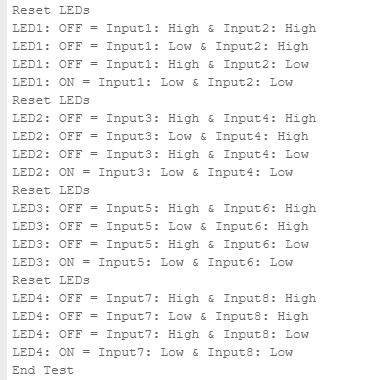 Reset LEDs
LED1: OFF = Input1: High & Input2: High
LED1: OFF = Input1: Low & Input2: High
LED1: OFF = Input1: High & Input2: Low
LED1: ON = Input1: Low & Input2: Low
Reset LEDs
LED2: OFF = Input3: High & Input4: High
LED2: OFF = Input3: Low & Input4: High
LED2: OFF = Input3: High & Input4: Low
LED2: ON = Input3: Low & Input4: Low
Reset LEDs
LED3: OFF = Input5: High & Input6: High
LED3: OFF = Input5: Low & Input6: High
LED3: OFF = Input5: High & Input6: Low
LED3: ON = Input5: Low & Input6: Low
Reset LEDs
LED4: OFF = Input7: High & Input8: High
LED4: OFF = Input7: Low & Input8: High
LED4: OFF = Input7: High & Input8: Low
LED4: ON = Input7: Low & Input8: Low
End Test